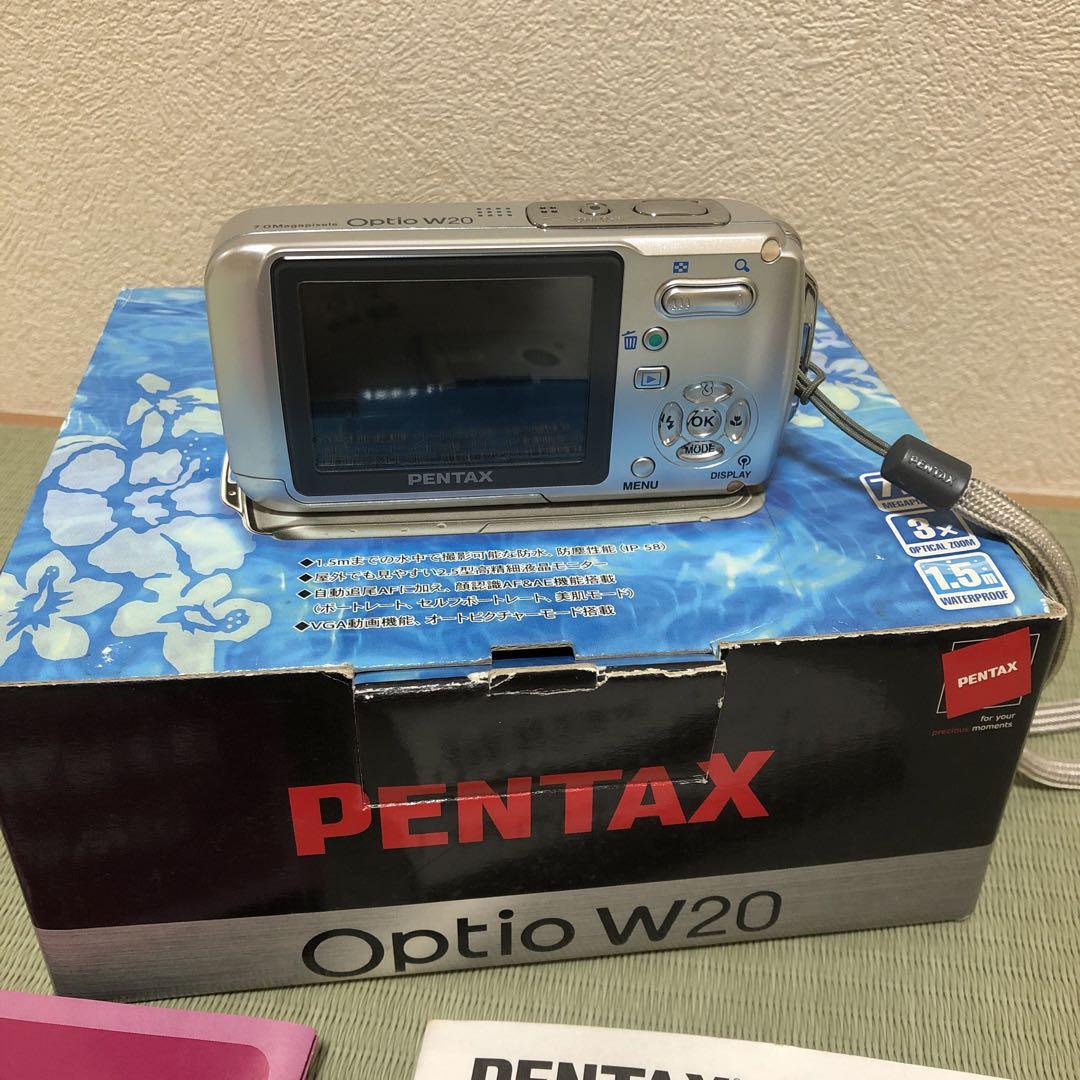 7.0 Megapixels Optio W20
OK
MODE
MENU
DISPLAY
PENTAX
PENTAX
◆1.5mまでの水中で撮影可能な防水、防塵性能(IP58)
◆屋外でも見やすい2.5型高精細液晶モニター
◆自動追尾AFに加え、顔認識AF&AE機能搭載
(ポートレート、セルフポートレート、美肌モード)
◆VGA動画機能、オートピクチャーモード搭載
3x
OPTICAL ZOOM
1.5m
WATERPROOF
PENTAX
for your
precious moments
PENTAX
Optio W20
PENTAX